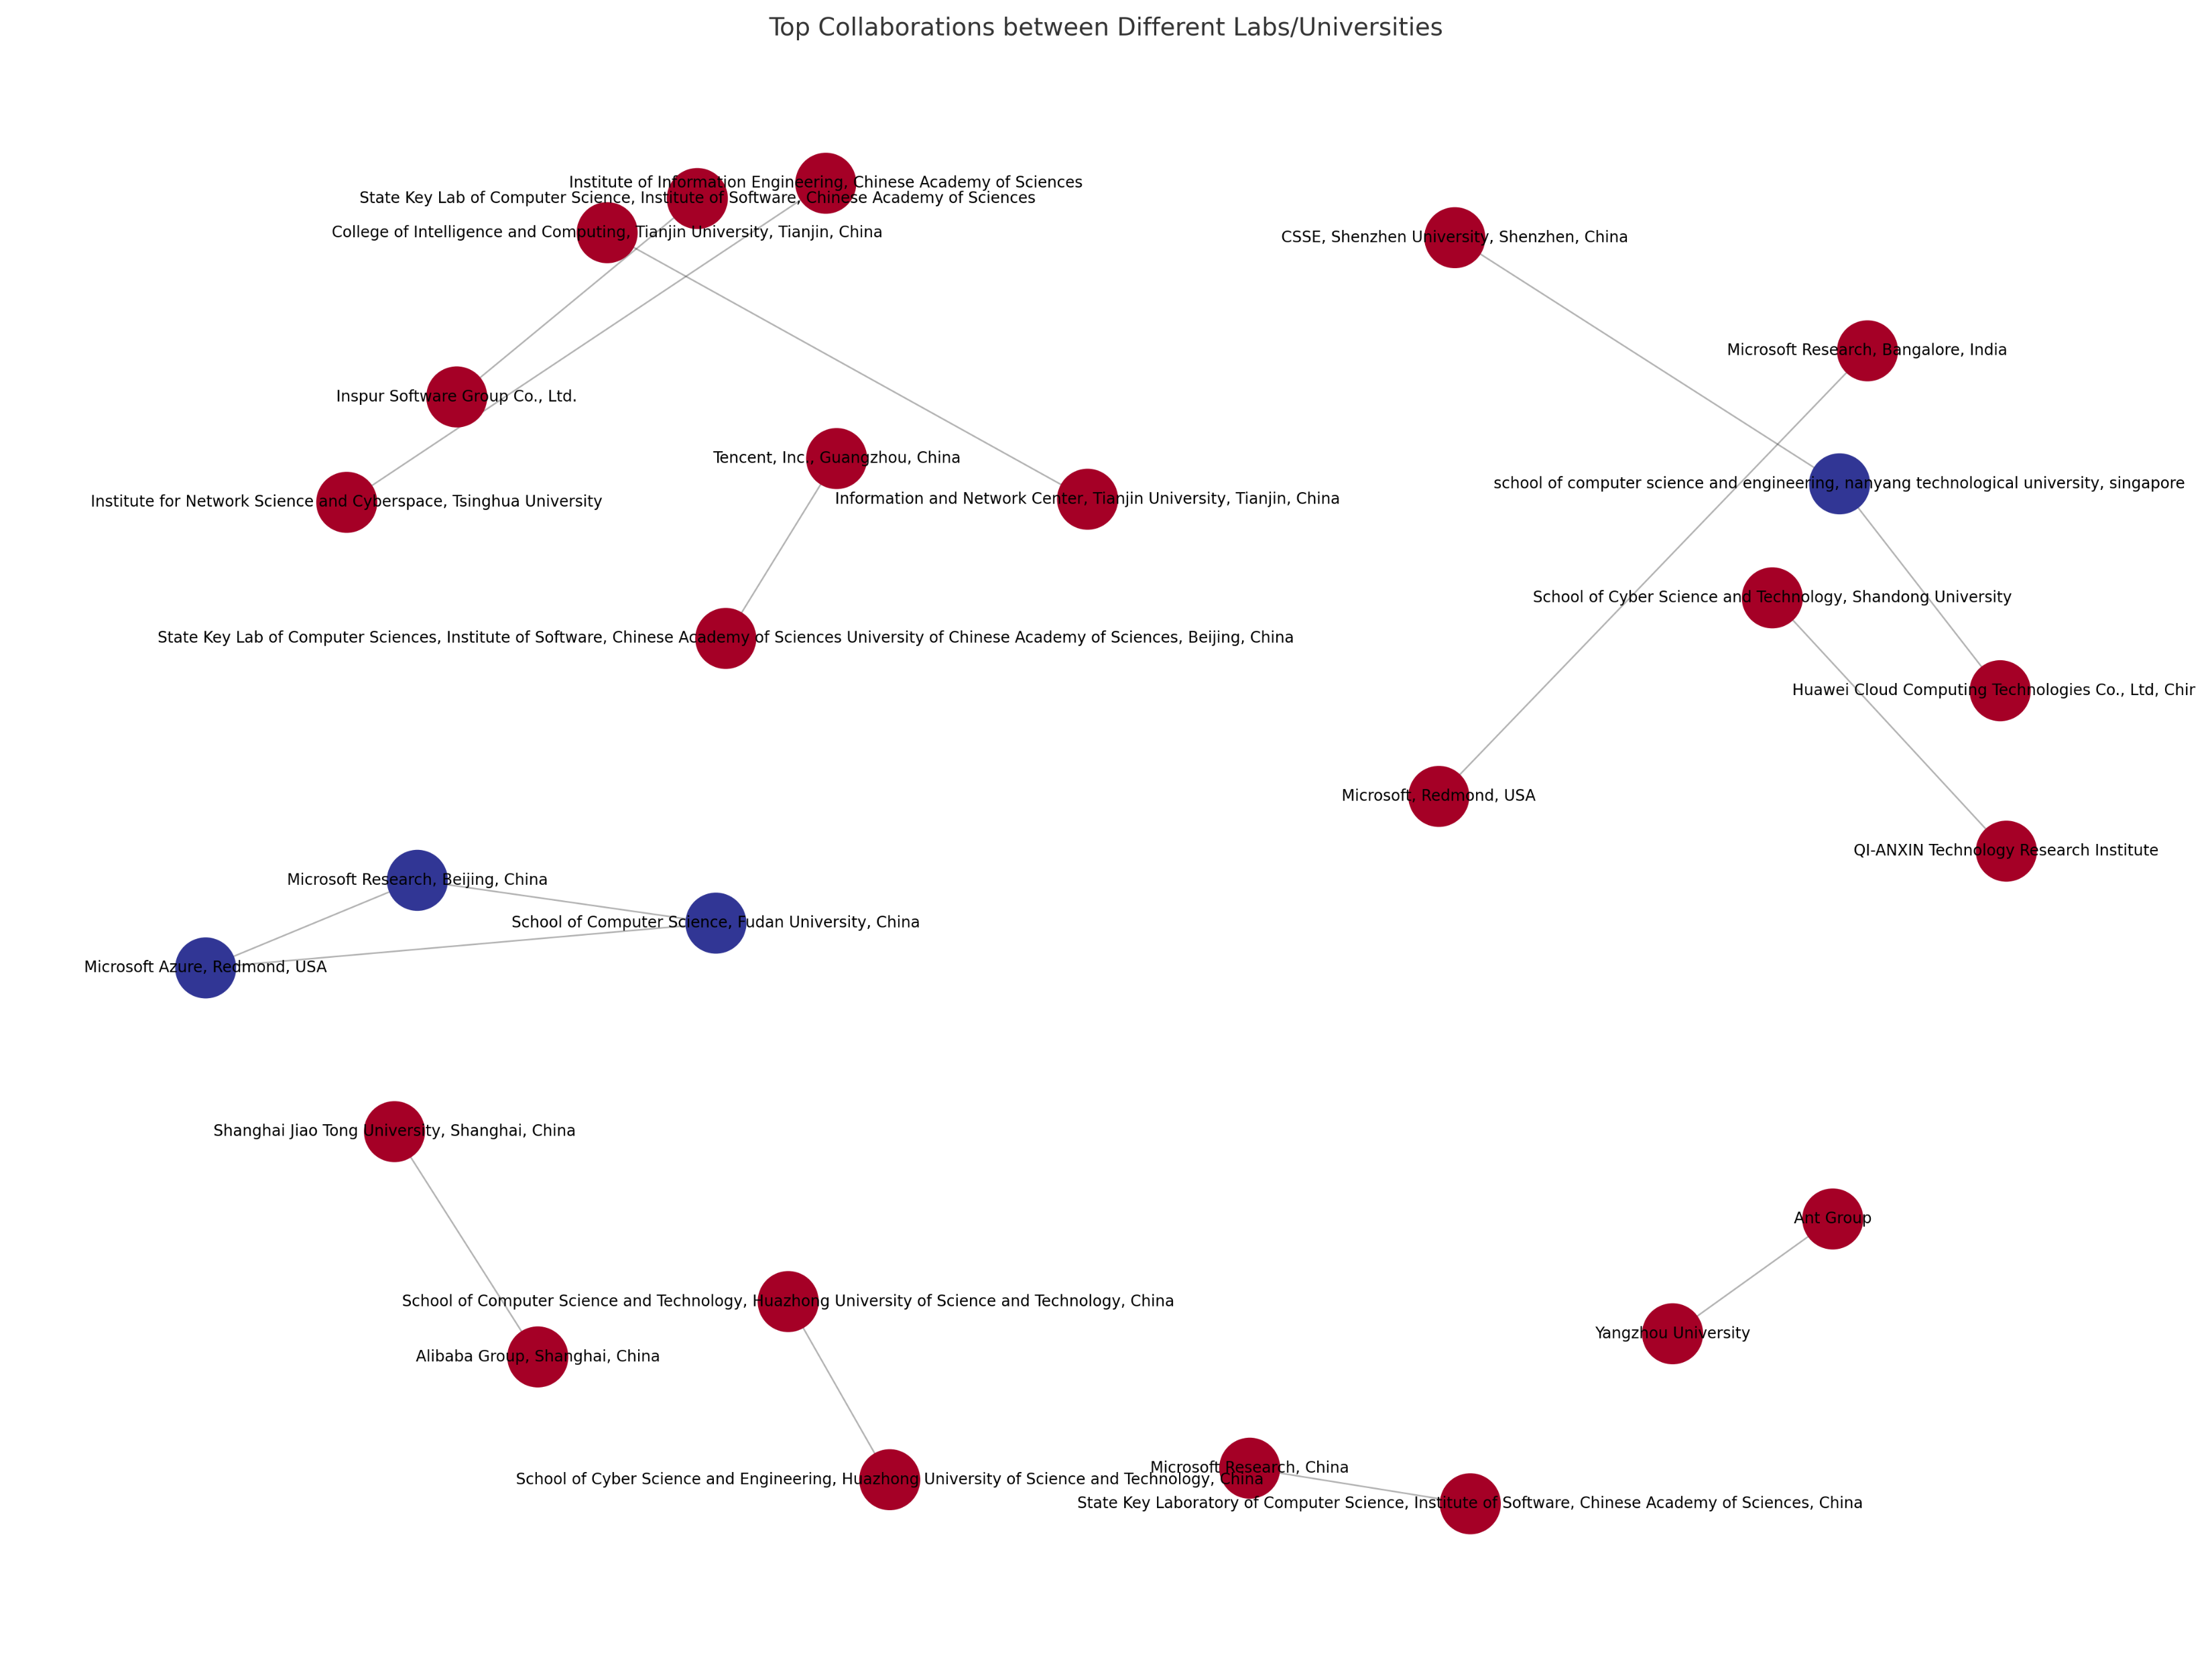 Top Collaborations between Different Labs/Universities
Institute of Information Engineering, Chinese Academy of Sciences
State Key Lab of Computer Science, Institute of Software, Chinese Academy of Sciences
College of Intelligence and Computing, Tianjin University, Tianjin, China
CSSE, Shenzhen University, Shenzhen, China
Microsoft Research, Bangalore, India
Inspur Software Group Co., Ltd.
Tencent, Inc., Guangzhou, China
school of computer science and engineering, nanyang technological university, singapore
Information and Network Center, Tianjin University, Tianjin, China
Institute for Network Science and Cyberspace, Tsinghua University
School of Cyber Science and Technology, Shandong University
State Key Lab of Computer Sciences, Institute of Software, Chinese Academy of Sciences University of Chinese Academy of Sciences, Beijing, China
Huawei Cloud Computing Technologies Co., Ltd, Chir
Microsoft, Redmond, USA
QI-ANXIN Technology Research Institute
Microsoft Research, Beijing, China
School of Computer Science, Fudan University, China
Microsoft Azure, Redmond, USA
Shanghai Jiao Tong University, Shanghai, China
Ant Group
School of Computer Science and Technology, Huazhong University of Science and Technology, China
Yangzhou University
Alibaba Group, Shanghai, China
Microsoft Research, China
School of Cyber Science and Engineering, Huazhong University of Science and Technology, China
State Key Laboratory of Computer Science, Institute of Software, Chinese Academy of Sciences, China